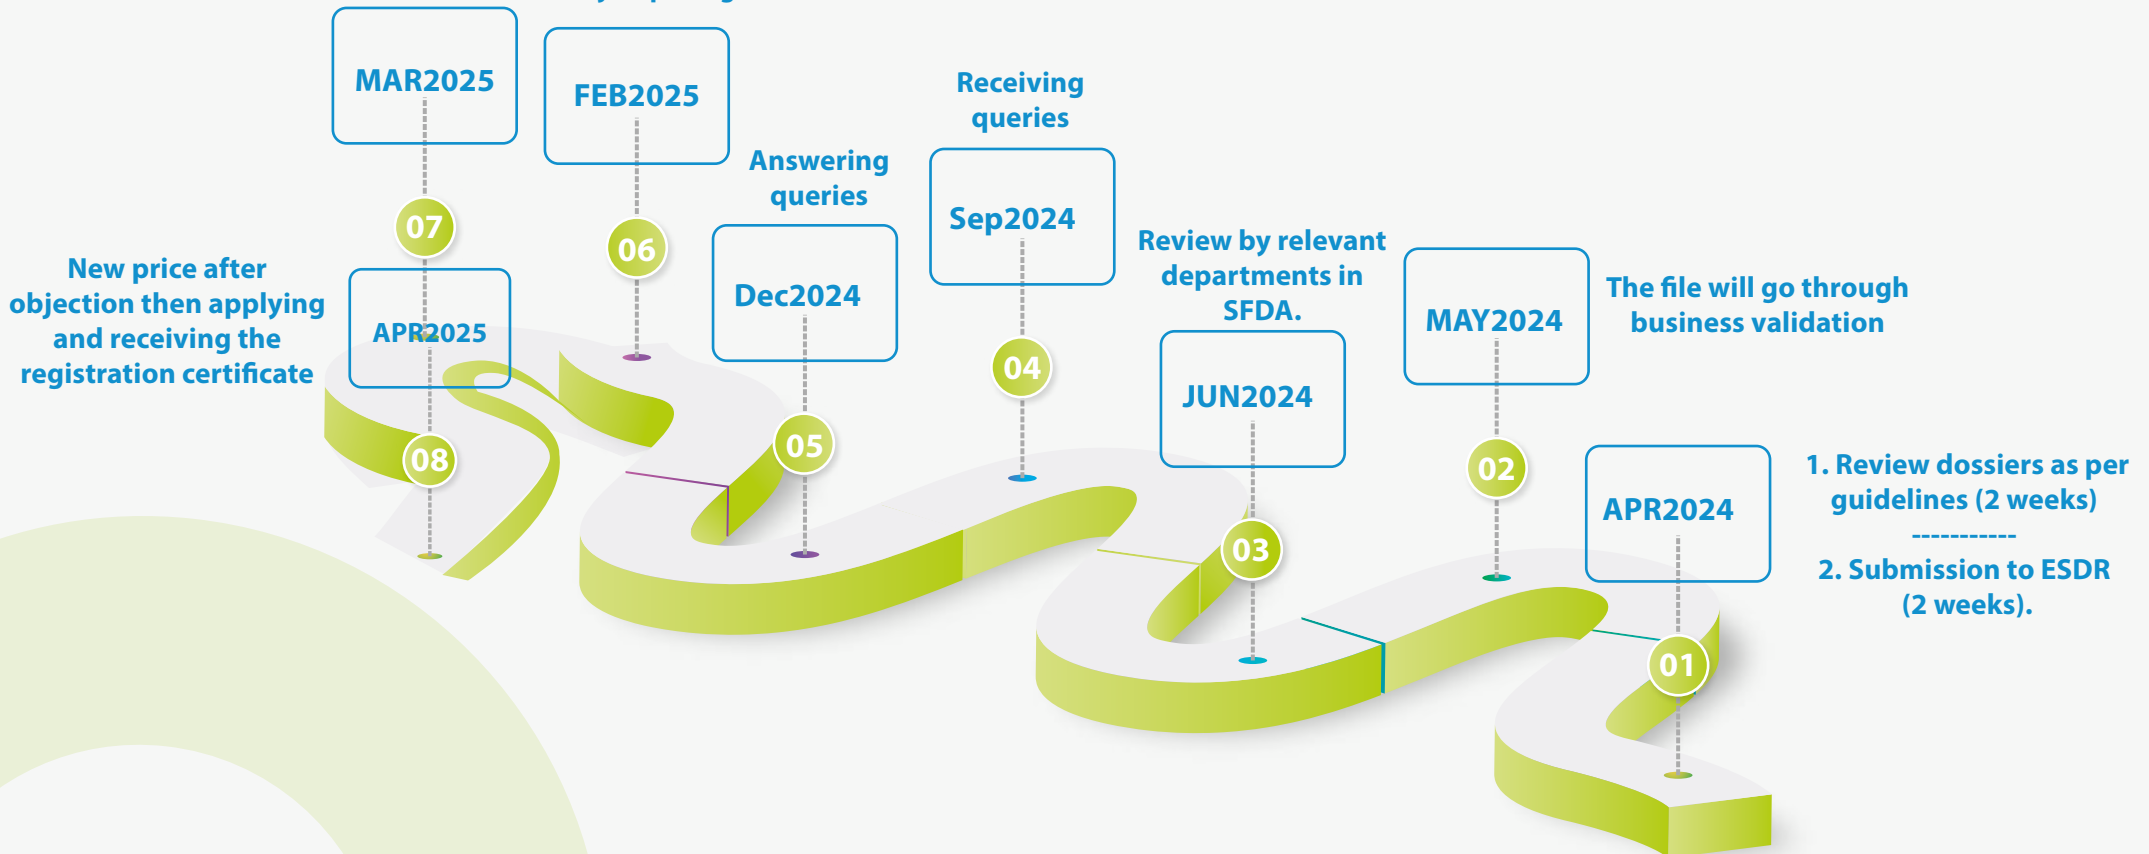 MAR2025
07
FEB2025
06
Answering
queries
Dec2024
05
Receiving
queries
Sep2024
04
Review by relevant
departments in
SFDA.
JUN2024
03
MAY2024
02
The file will go through
business validation
APR2024
01
1. Review dossiers as per
guidelines (2 weeks)
-----------
2. Submission to ESDR
(2 weeks).
New price after
objection then applying
and receiving the
registration certificate
APR2025
08